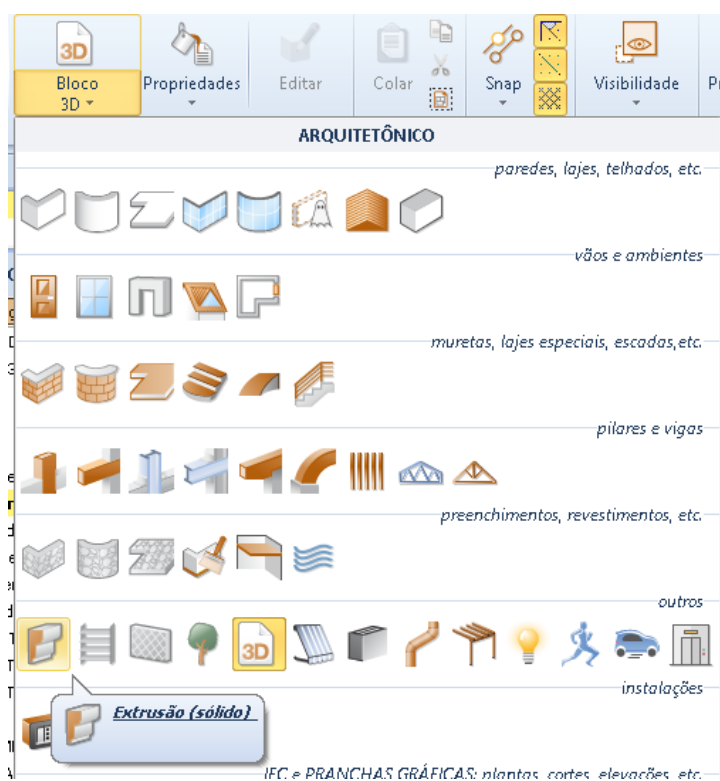 3D
Bloco
3D
Propriedades
Editar
Colar
Snap
Visibilidade
ARQUITETÔNICO
paredes, lajes, telhados, etc.
vãos e ambientes
muretas, lajes especiais, escadas,etc.
pilares e vigas
preenchimentos, revestimentos, etc.
outros
3D
instalações
Extrusão (sólido)
IFC e PRANCHAS GRÁFICAS: plantas, cortes, elevações, etc.